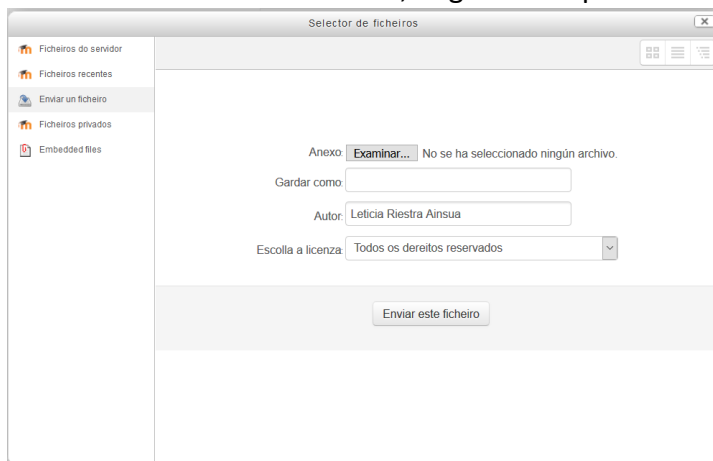 Selector de ficheiros
Ficheiros do servidor
Ficheiros recentes
Enviar un ficheiro
Ficheiros privados
Embedded files
Anexo: Examinar... No se ha seleccionado ningún archivo.
Gardar como:
Autor: Leticia Riestra Ainsua
Escolla a licenza: Todos os dereitos reservados
Enviar este ficheiro